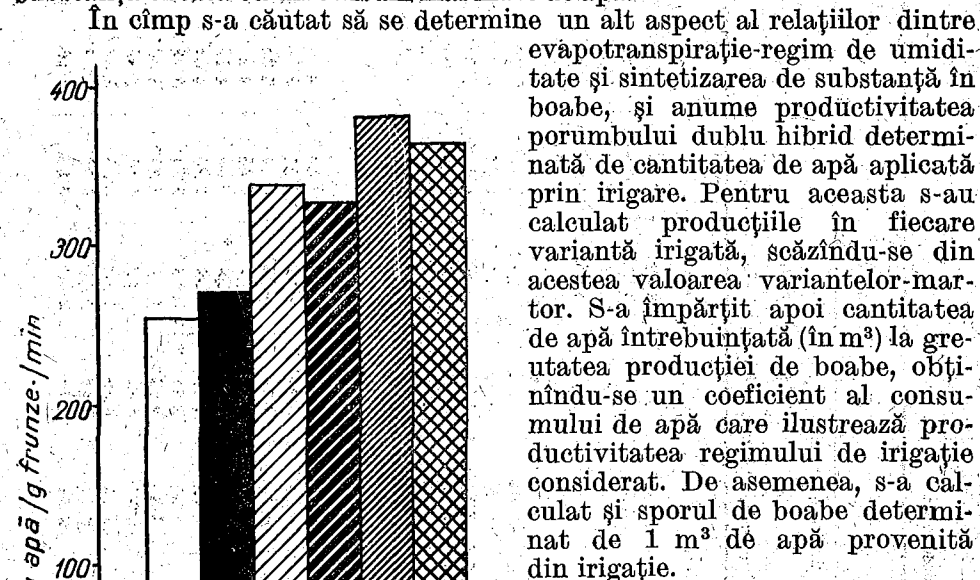 În cîmp s-a căutat să se determine un alt aspect al relațiilor dintre
evapotranspirație-regim de umidi-
tate și sintetizarea de substanță în
boabe, și anume productivitatea
porumbului dublu hibrid determi-
nată de cantitatea de apă aplicată
prin irigare. Pentru aceasta s-au
calculat producțiile în fiecare
variantă irigată, scăzîndu-se din
acestea valoarea variantelor-mar-
tor. S-a împărțit apoi cantitatea
de apă întrebuințată (în m³) la gre-
utatea producției de boabe, obți-
nîndu-se un coeficient al consu-
mului de apă care ilustrează pro-
ductivitatea regimului de irigație
considerat. De asemenea, s-a cal-
culat și sporul de boabe determi-
nat de 1 m³ de apă provenită
din irigație.
400
300
200
100
apă/g frunze·/min